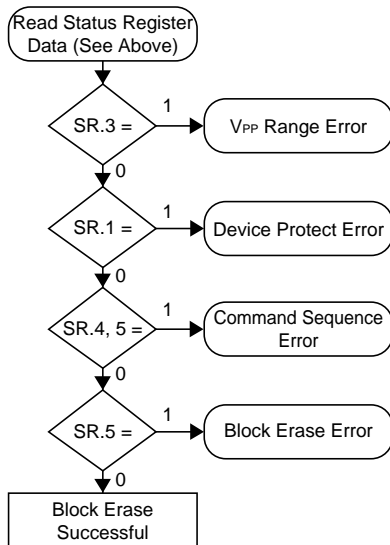 Read Status Register
Data (See Above)
1
SR.3 =
VPP Range Error
0
1
SR.1 =
Device Protect Error
0
1
SR.4, 5 =
Command Sequence
Error
0
1
SR.5 =
Block Erase Error
0
Block Erase
Successful